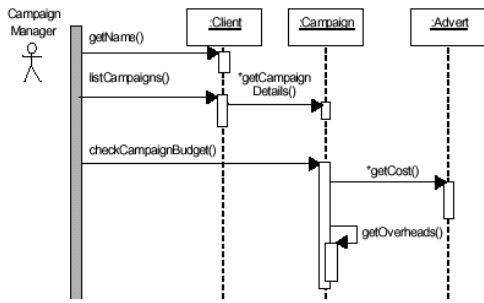 Campaign
Manager
:Client
:Campaign
:Advert
getName()
listCampaigns()
*getCampaign
Details()
checkCampaignBudget()
*getCost()
getOverheads()